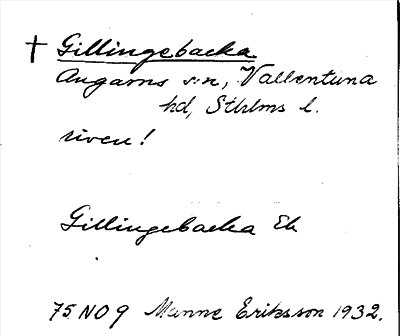 † Gillingebacka
Angarns s:n, Vallentuna
hd, Sthlms l.
riven!
Gillingebacka Ek
75 NO 9 Manne Eriksson 1932.